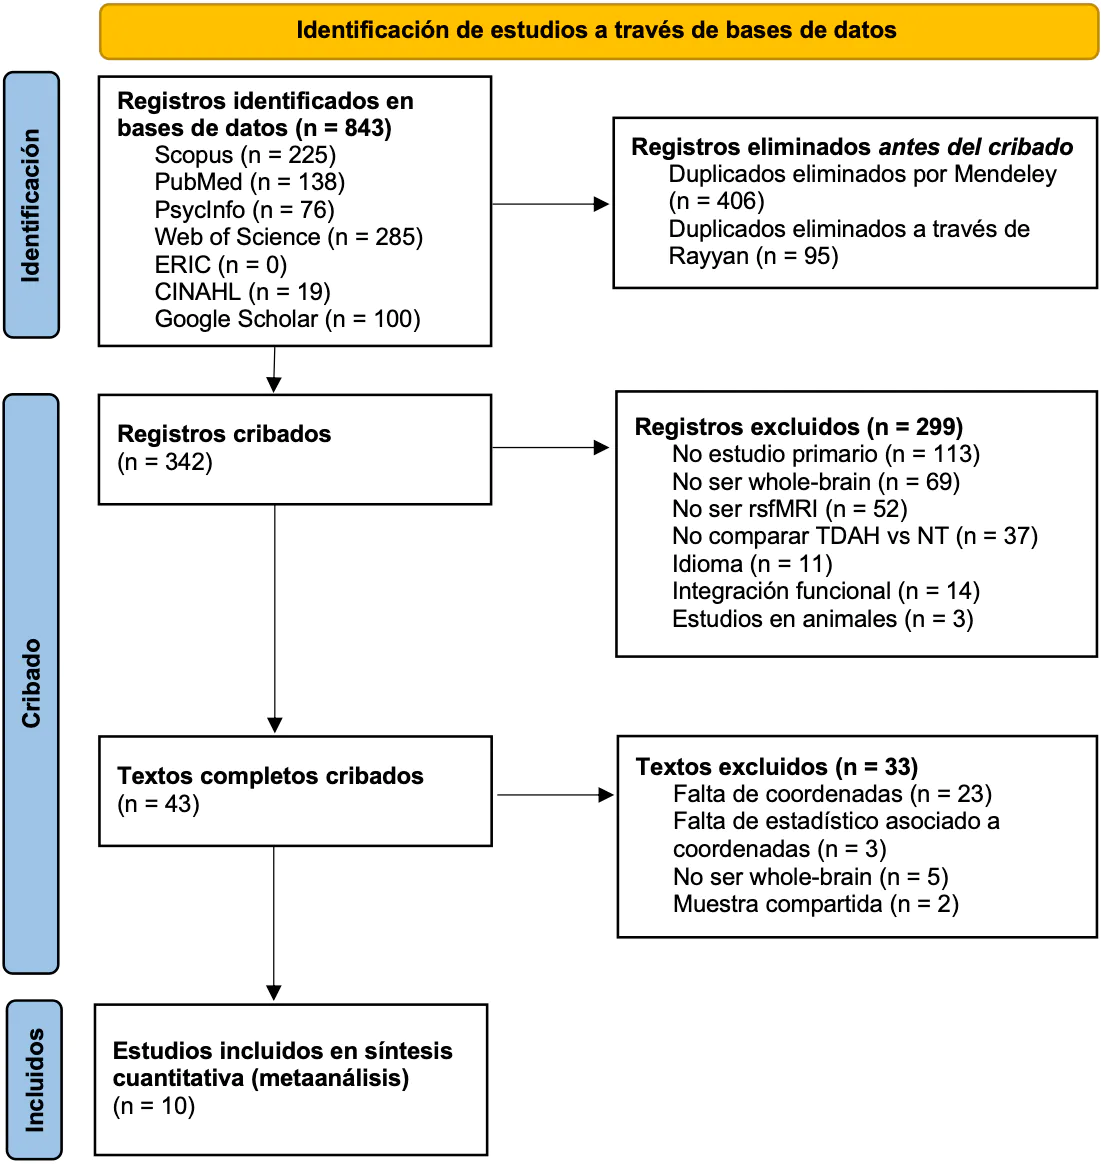 Identificación de estudios a través de bases de datos
Identificación
Registros identificados en
bases de datos (n = 843)
Scopus (n = 225)
PubMed (n = 138)
PsycInfo (n = 76)
Web of Science (n = 285)
ERIC (n = 0)
CINAHL (n = 19)
Google Scholar (n = 100)
Registros eliminados antes del cribado
Duplicados eliminados por Mendeley
(n = 406)
Duplicados eliminados a través de
Rayyan (n = 95)
Cribado
Registros cribados
(n = 342)
Registros excluidos (n = 299)
No estudio primario (n = 113)
No ser whole-brain (n = 69)
No ser rsfMRI (n = 52)
No comparar TDAH vs NT (n = 37)
Idioma (n = 11)
Integración funcional (n = 14)
Estudios en animales (n = 3)
Textos completos cribados
(n = 43)
Textos excluidos (n = 33)
Falta de coordenadas (n = 23)
Falta de estadístico asociado a
coordenadas (n = 3)
No ser whole-brain (n = 5)
Muestra compartida (n = 2)
Incluidos
Estudios incluidos en síntesis
cuantitativa (metaanálisis)
(n = 10)